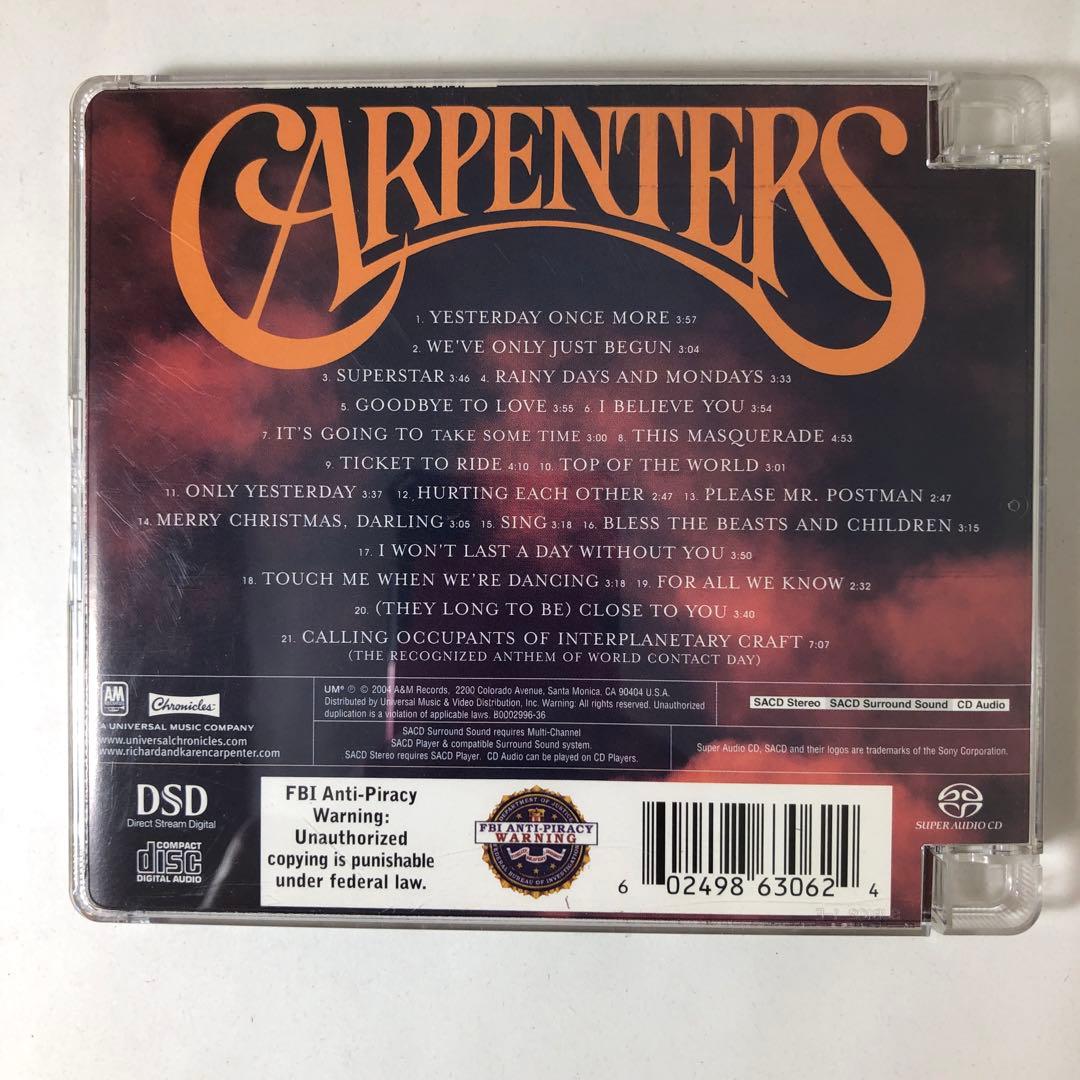 CARPENTERS
1. YESTERDAY ONCE MORE 3:57
2. WE'VE ONLY JUST BEGUN 3:04
3. SUPERSTAR 3:46 4. RAINY DAYS AND MONDAYS 3:33
5. GOODBYE TO LOVE 3:55 6. I BELIEVE YOU 3:54
7. IT'S GOING TO TAKE SOME TIME 3:00 8. THIS MASQUERADE 4:53
9. TICKET TO RIDE 4:10 10. TOP OF THE WORLD 3:01
11. ONLY YESTERDAY 3:37 12. HURTING EACH OTHER 2:47 13. PLEASE MR. POSTMAN 2:47
14. MERRY CHRISTMAS, DARLING 3:05 15. SING 3:18 16. BLESS THE BEASTS AND CHILDREN 3:15
17. I WON'T LAST A DAY WITHOUT YOU 3:50
18. TOUCH ME WHEN WE'RE DANCING 3:18 19. FOR ALL WE KNOW 2:32
20. (THEY LONG TO BE) CLOSE TO YOU 3:40
21. CALLING OCCUPANTS OF INTERPLANETARY CRAFT 7:07
(THE RECOGNIZED ANTHEM OF WORLD CONTACT DAY)
AM
RECORDS
Chronicles
A UNIVERSAL MUSIC COMPANY
www.universalchronicles.com
www.richardandkarencarpenter.com
UMe ℗ © 2004 A&M Records, 2200 Colorado Avenue, Santa Monica, CA 90404 U.S.A.
Distributed by Universal Music & Video Distribution, Inc. Warning: All rights reserved. Unauthorized
duplication is a violation of applicable laws. B0002996-36
SACD Stereo SACD Surround Sound CD Audio
SACD Surround Sound requires Multi-Channel
SACD Player & compatible Surround Sound system.
SACD Stereo requires SACD Player. CD Audio can be played on CD Players.
Super Audio CD, SACD and their logos are trademarks of the Sony Corporation.
DSD
Direct Stream Digital
COMPACT
disc
DIGITAL AUDIO
FBI Anti-Piracy
Warning:
Unauthorized
copying is punishable
under federal law.
DEPARTMENT OF JUSTICE
FBI ANTI-PIRACY
WARNING
FEDERAL BUREAU OF INVESTIGATION
6 02498 63062 4
SUPER AUDIO CD